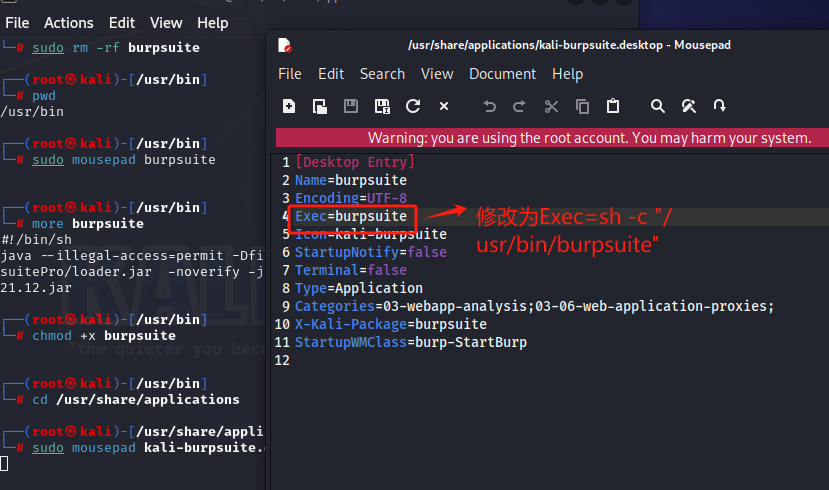 File Actions Edit View Help
└─# sudo rm -rf burpsuite
┌──(root㉿kali)-[/usr/bin]
└─# pwd
/usr/bin
┌──(root㉿kali)-[/usr/bin]
└─# sudo mousepad burpsuite
┌──(root㉿kali)-[/usr/bin]
└─# more burpsuite
#!/bin/sh
java --illegal-access=permit -Dfi
suitePro/loader.jar -noverify -j
21.12.jar
┌──(root㉿kali)-[/usr/bin]
└─# chmod +x burpsuite
┌──(root㉿kali)-[/usr/bin]
└─# cd /usr/share/applications
┌──(root㉿kali)-[/usr/share/appli
└─# sudo mousepad kali-burpsuite.
"the quieter you beco
/usr/share/applications/kali-burpsuite.desktop - Mousepad
File Edit Search View Document Help
Warning: you are using the root account. You may harm your system.
1 [Desktop Entry]
2 Name=burpsuite
3 Encoding=UTF-8
4 Exec=burpsuite
5 Icon=kali-burpsuite
6 StartupNotify=false
7 Terminal=false
8 Type=Application
9 Categories=03-webapp-analysis;03-06-web-application-proxies;
10 X-Kali-Package=burpsuite
11 StartupWMClass=burp-StartBurp
12
修改为Exec=sh -c "/
usr/bin/burpsuite"